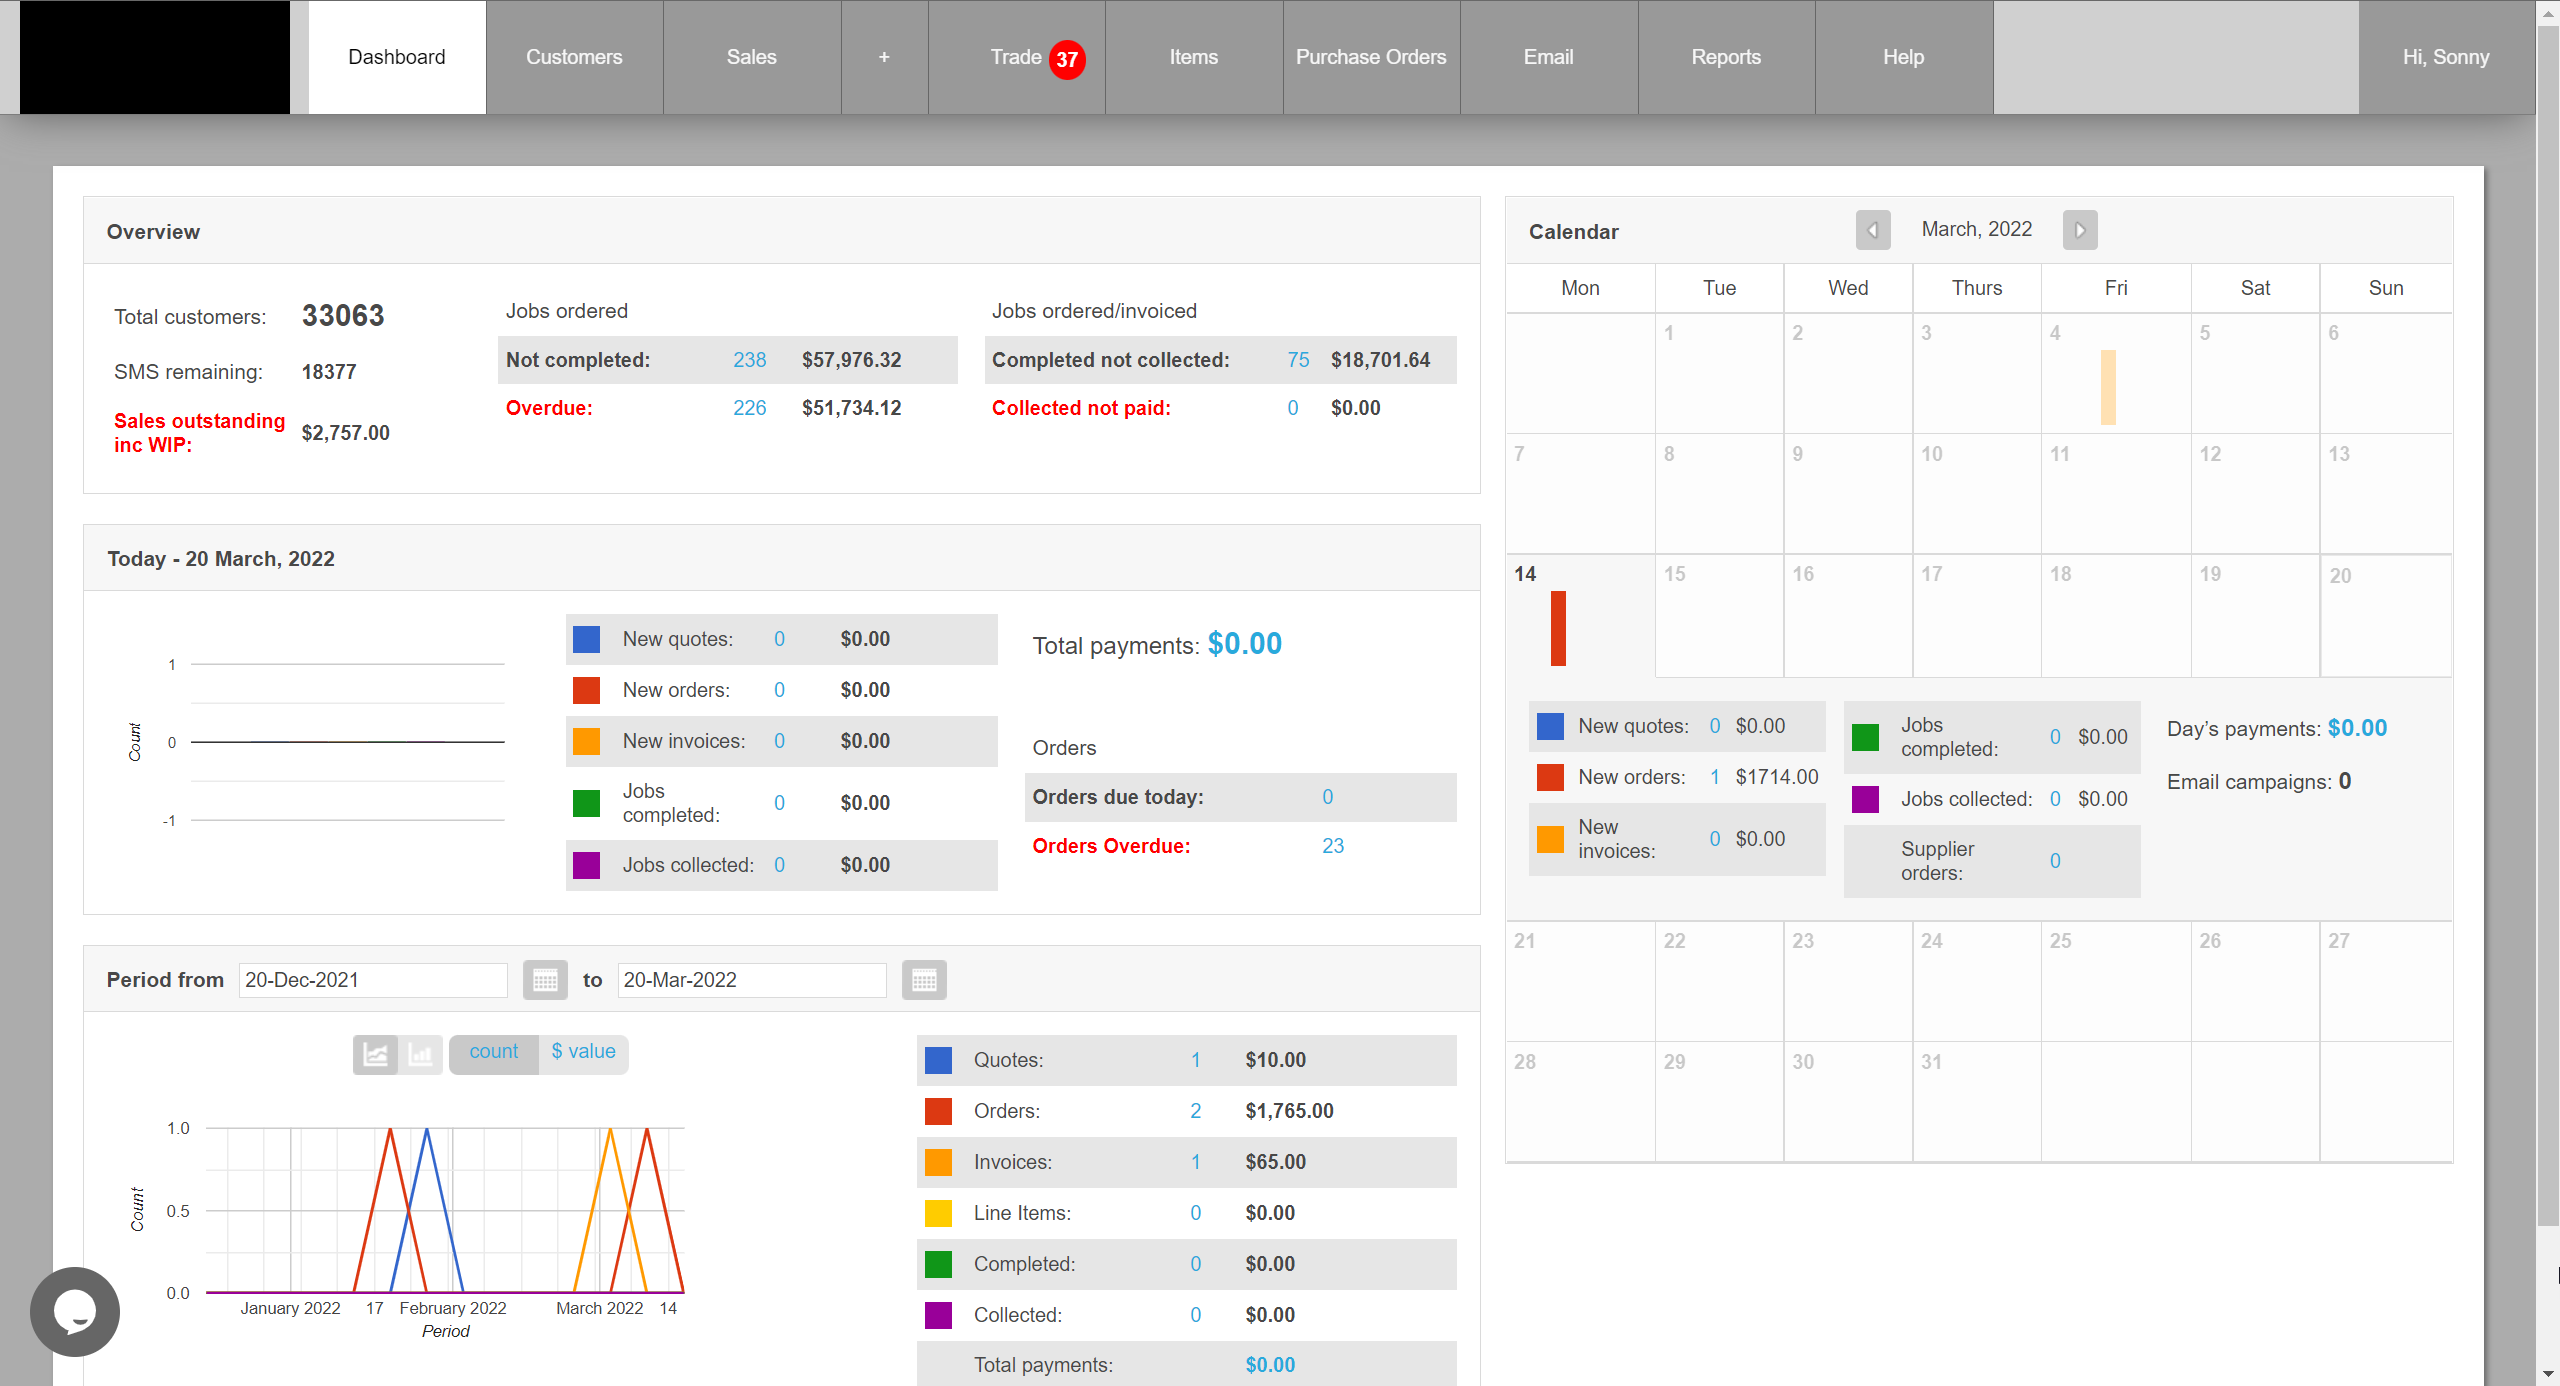 Dashboard Customers Sales + Trade 37 Items Purchase Orders Email Reports Help Hi, Sonny
Overview
Total customers: 33063
SMS remaining: 18377
Sales outstanding
inc WIP: $2,757.00
Jobs ordered
Not completed: 238 $57,976.32
Overdue: 226 $51,734.12
Jobs ordered/invoiced
Completed not collected: 75 $18,701.64
Collected not paid: 0 $0.00
Today - 20 March, 2022
1
0
-1
Count
New quotes: 0 $0.00
New orders: 0 $0.00
New invoices: 0 $0.00
Jobs
completed: 0 $0.00
Jobs collected: 0 $0.00
Total payments: $0.00
Orders
Orders due today: 0
Orders Overdue: 23
Period from 20-Dec-2021 to 20-Mar-2022
count $ value
1.0
0.5
0.0
Count
January 2022 17 February 2022 March 2022 14
Period
Quotes: 1 $10.00
Orders: 2 $1,765.00
Invoices: 1 $65.00
Line Items: 0 $0.00
Completed: 0 $0.00
Collected: 0 $0.00
Total payments: $0.00
Calendar March, 2022
Mon Tue Wed Thurs Fri Sat Sun
1 2 3 4 5 6
7 8 9 10 11 12 13
14 15 16 17 18 19 20
New quotes: 0 $0.00
New orders: 1 $1714.00
New
invoices: 0 $0.00
Jobs
completed: 0 $0.00
Jobs collected: 0 $0.00
Supplier
orders: 0
Day's payments: $0.00
Email campaigns: 0
21 22 23 24 25 26 27
28 29 30 31